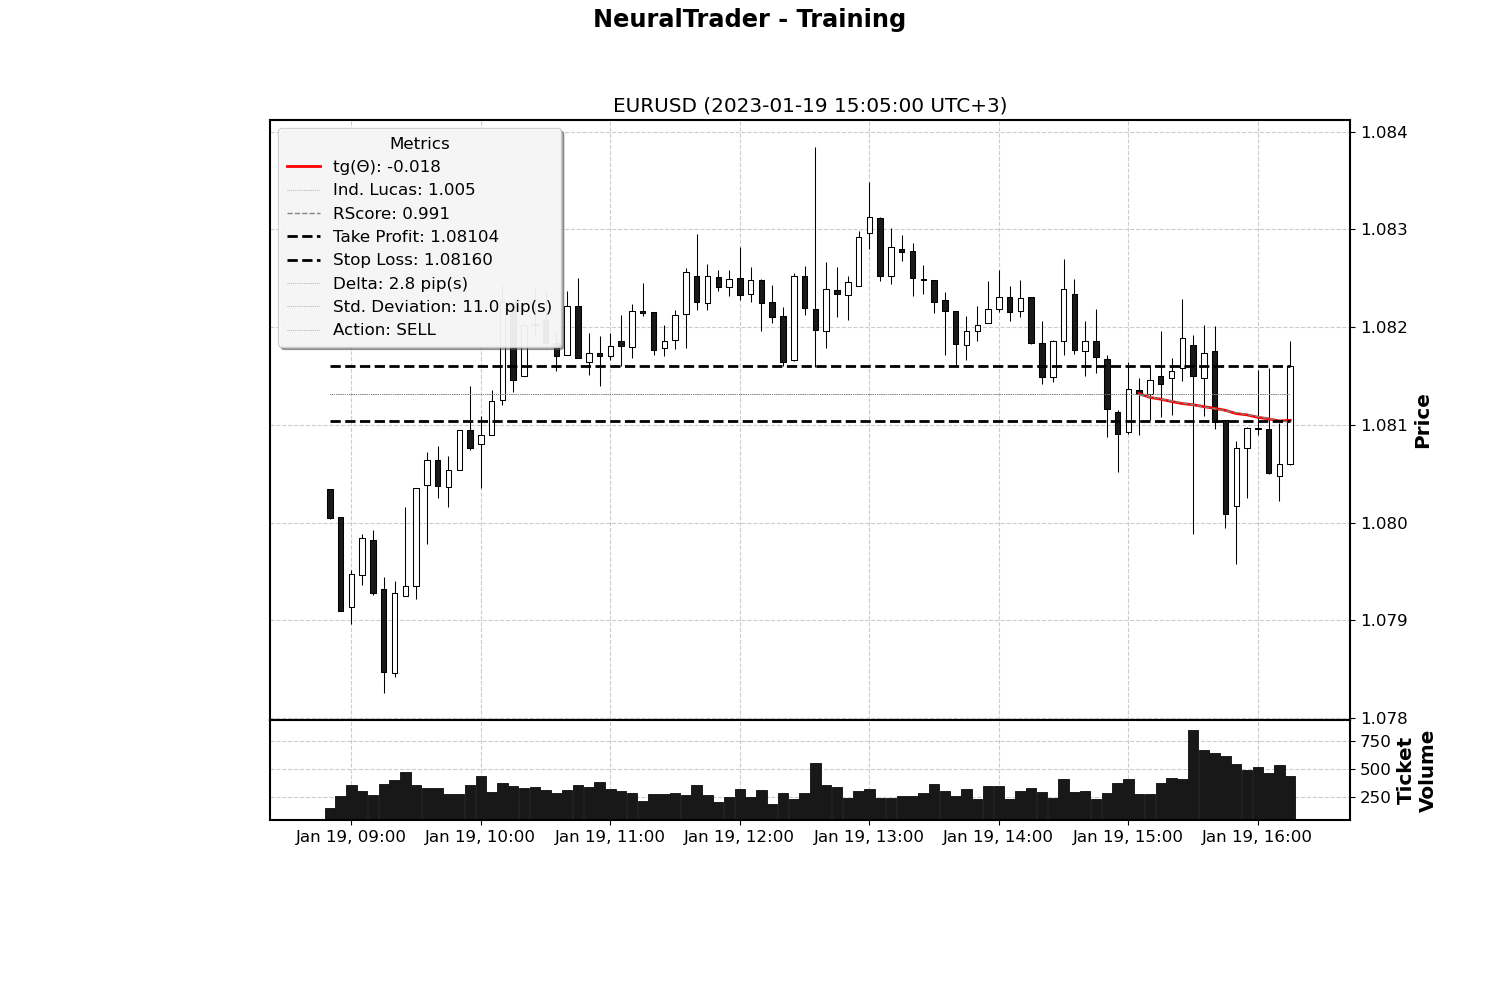 NeuralTrader - Training
EURUSD (2023-01-19 15:05:00 UTC+3)
Metrics
tg(Θ): -0.018
Ind. Lucas: 1.005
RScore: 0.991
Take Profit: 1.08104
Stop Loss: 1.08160
Delta: 2.8 pip(s)
Std. Deviation: 11.0 pip(s)
Action: SELL
1.084
1.083
1.082
1.081
1.080
1.079
1.078
Price
750
500
250
Ticket
Volume
Jan 19, 09:00
Jan 19, 10:00
Jan 19, 11:00
Jan 19, 12:00
Jan 19, 13:00
Jan 19, 14:00
Jan 19, 15:00
Jan 19, 16:00